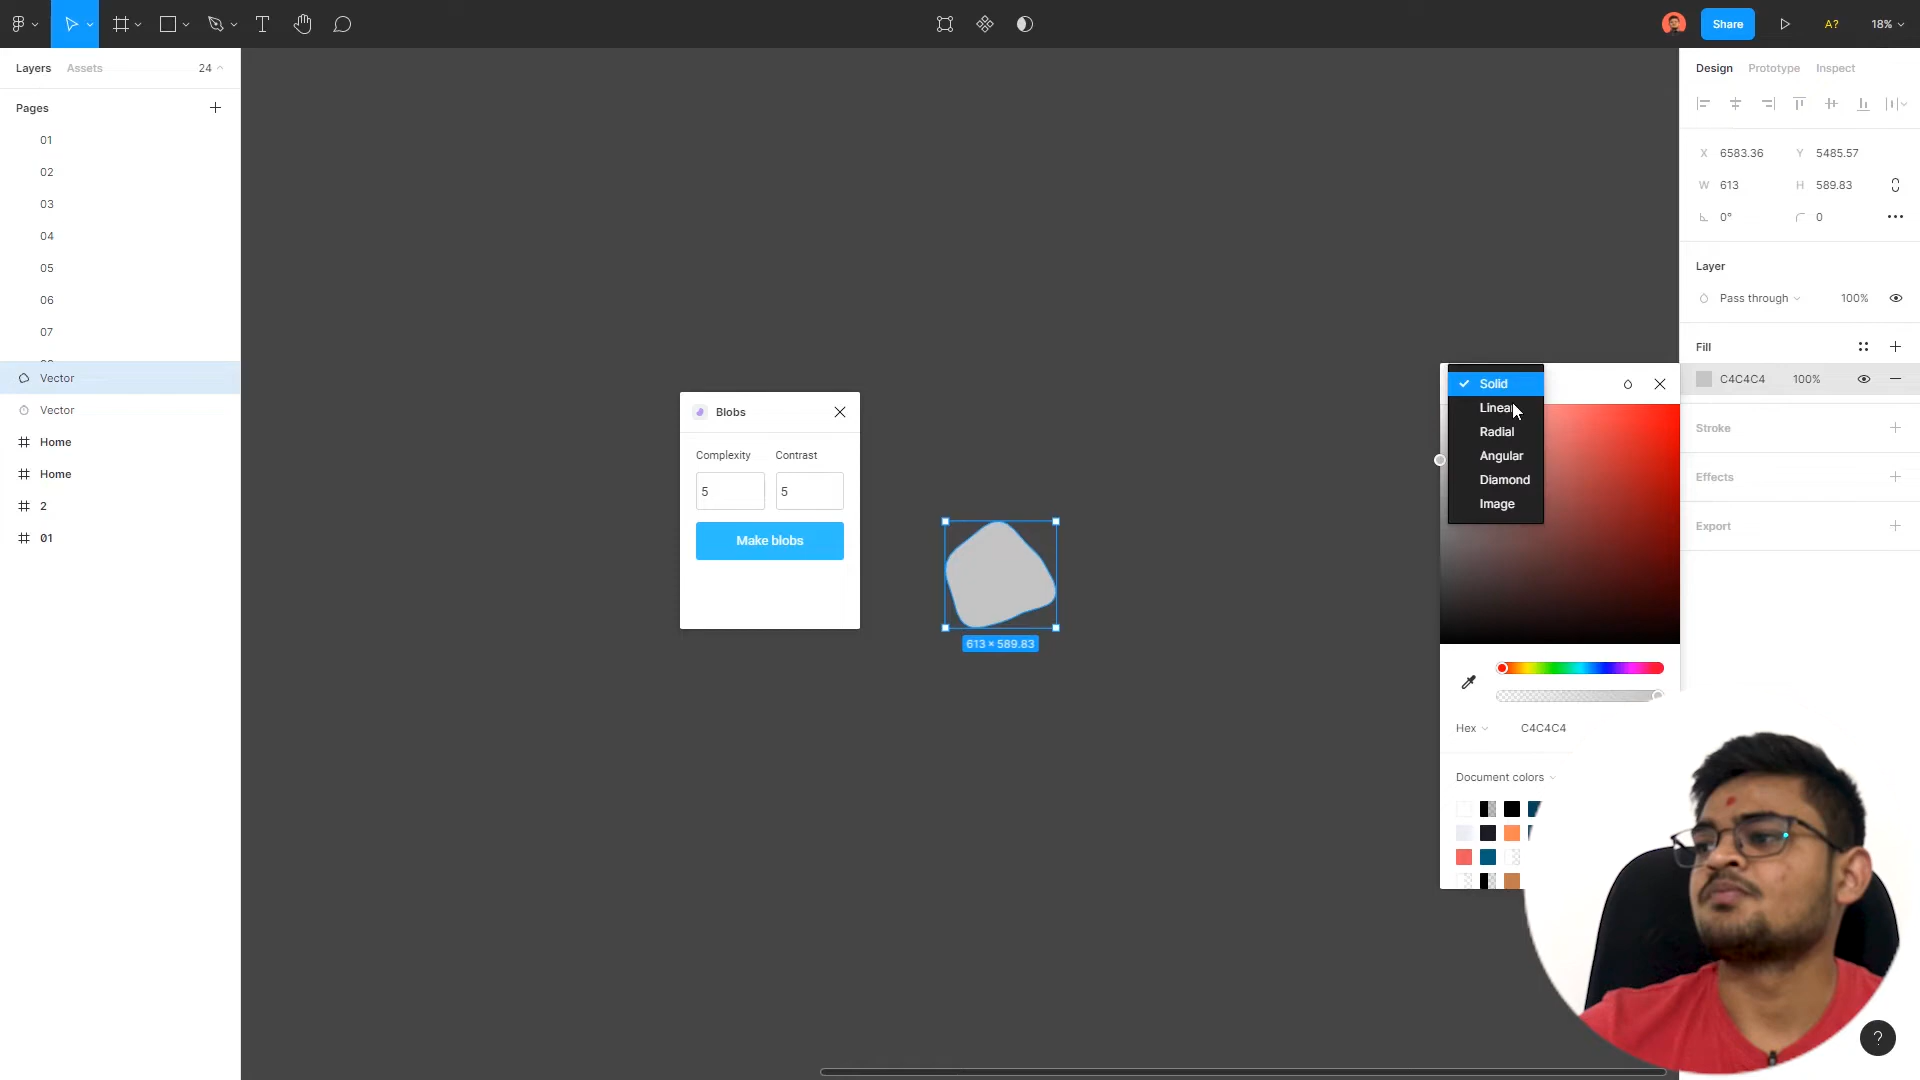 Share
A?
18%
Layers
Assets
24
Design
Prototype
Inspect
Pages
01
02
03
04
05
06
07
Vector
Vector
Home
Home
2
01
Blobs
Complexity
Contrast
5
5
Make blobs
613 × 589.83
Solid
Linear
Radial
Angular
Diamond
Image
Hex
C4C4C4
Document colors
X 6583.36
Y 5485.57
W 613
H 589.83
0°
0
Layer
Pass through
100%
Fill
C4C4C4
100%
Stroke
Effects
Export
?